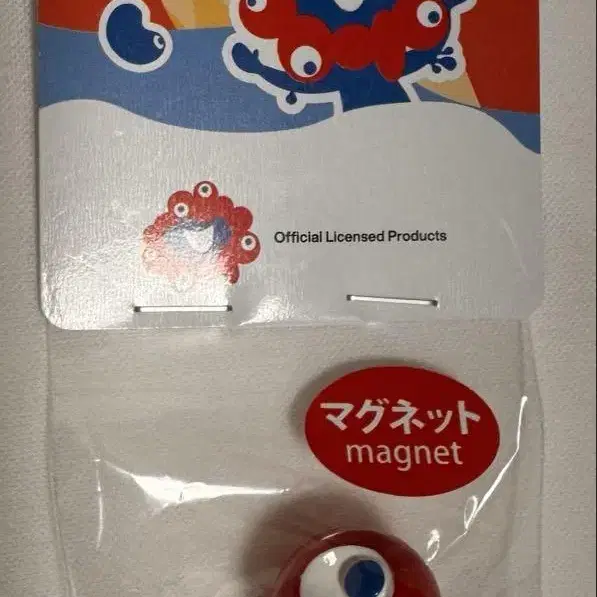 Official Licensed Products
マグネット
magnet